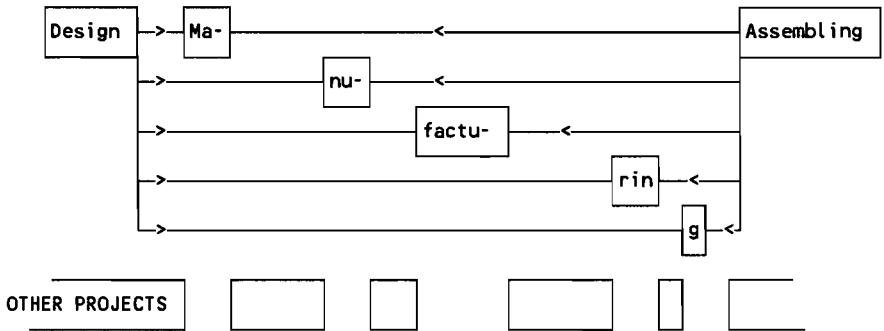 Design Ma- Assembling
nu-
factu-
rin
g
OTHER PROJECTS